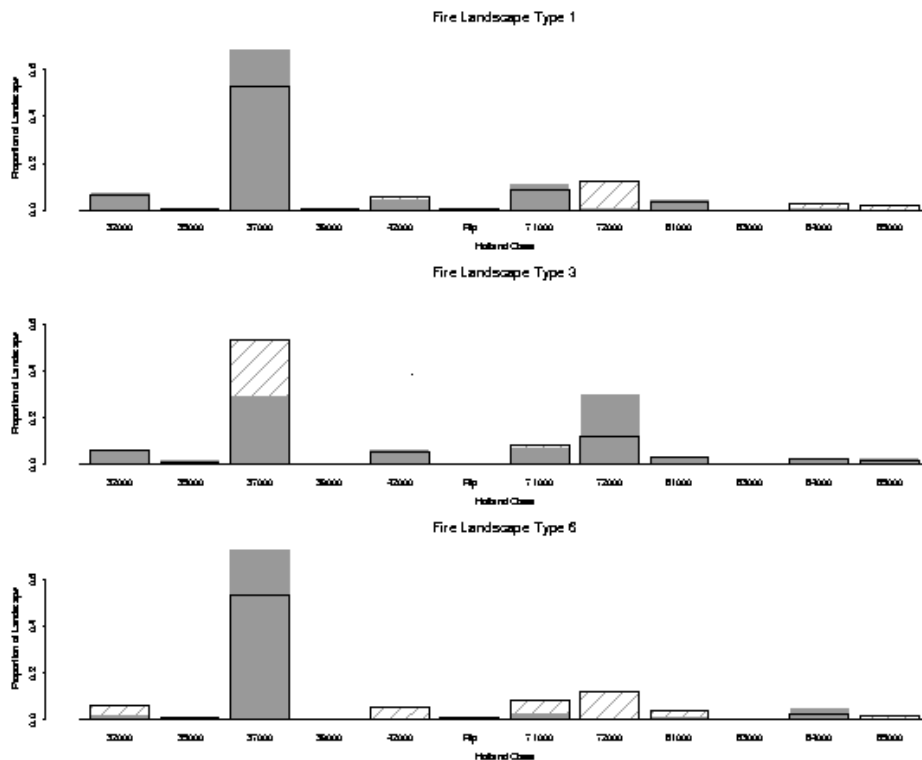 Fire Landscape Type 1
Proportion of Landscape
0.0 0.2 0.4 0.6
32000 35000 37000 39000 42000 Rip 71000 72000 81000 83000 84000 85000
Holland Class
Fire Landscape Type 3
Proportion of Landscape
0.0 0.2 0.4 0.6
32000 35000 37000 39000 42000 Rip 71000 72000 81000 83000 84000 85000
Holland Class
Fire Landscape Type 6
Proportion of Landscape
0.0 0.2 0.4 0.6
32000 35000 37000 39000 42000 Rip 71000 72000 81000 83000 84000 85000
Holland Class